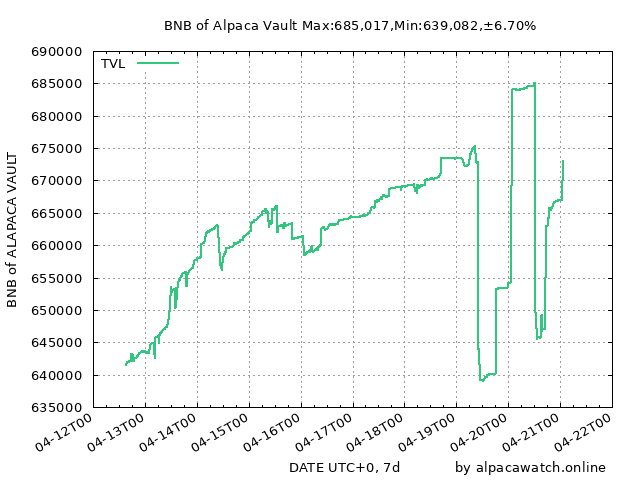 BNB of Alpaca Vault Max:685,017,Min:639,082,±6.70%
TVL
690000
685000
680000
675000
670000
665000
660000
655000
650000
645000
640000
635000
BNB of ALAPACA VAULT
04-12T00
04-13T00
04-14T00
04-15T00
04-16T00
04-17T00
04-18T00
04-19T00
04-20T00
04-21T00
04-22T00
DATE UTC+0, 7d
by alpacawatch.online